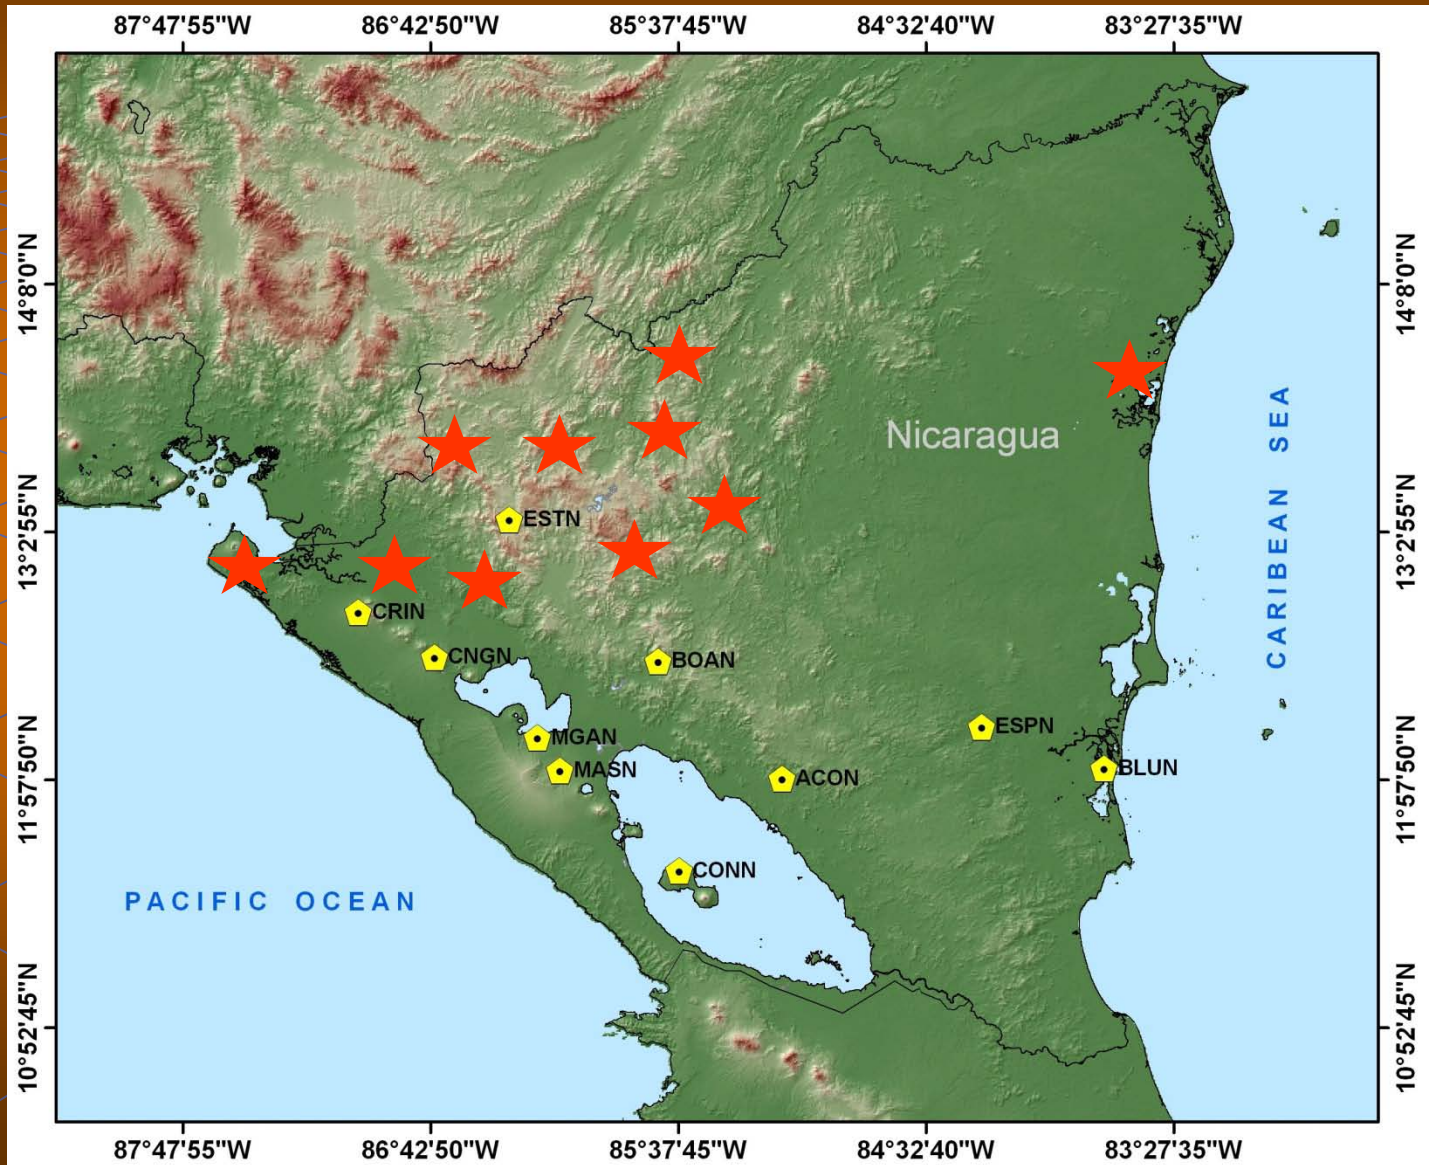 87°47'55"W 86°42'50"W 85°37'45"W 84°32'40"W 83°27'35"W
14°8'0"N 14°8'0"N
Nicaragua
CARIBEAN SEA
13°2'55"N 13°2'55"N
ESTN
CRIN
CNGN
BOAN
ESPN
MGAN
MASN
ACON
BLUN
11°57'50"N 11°57'50"N
CONN
PACIFIC OCEAN
10°52'45"N 10°52'45"N
87°47'55"W 86°42'50"W 85°37'45"W 84°32'40"W 83°27'35"W